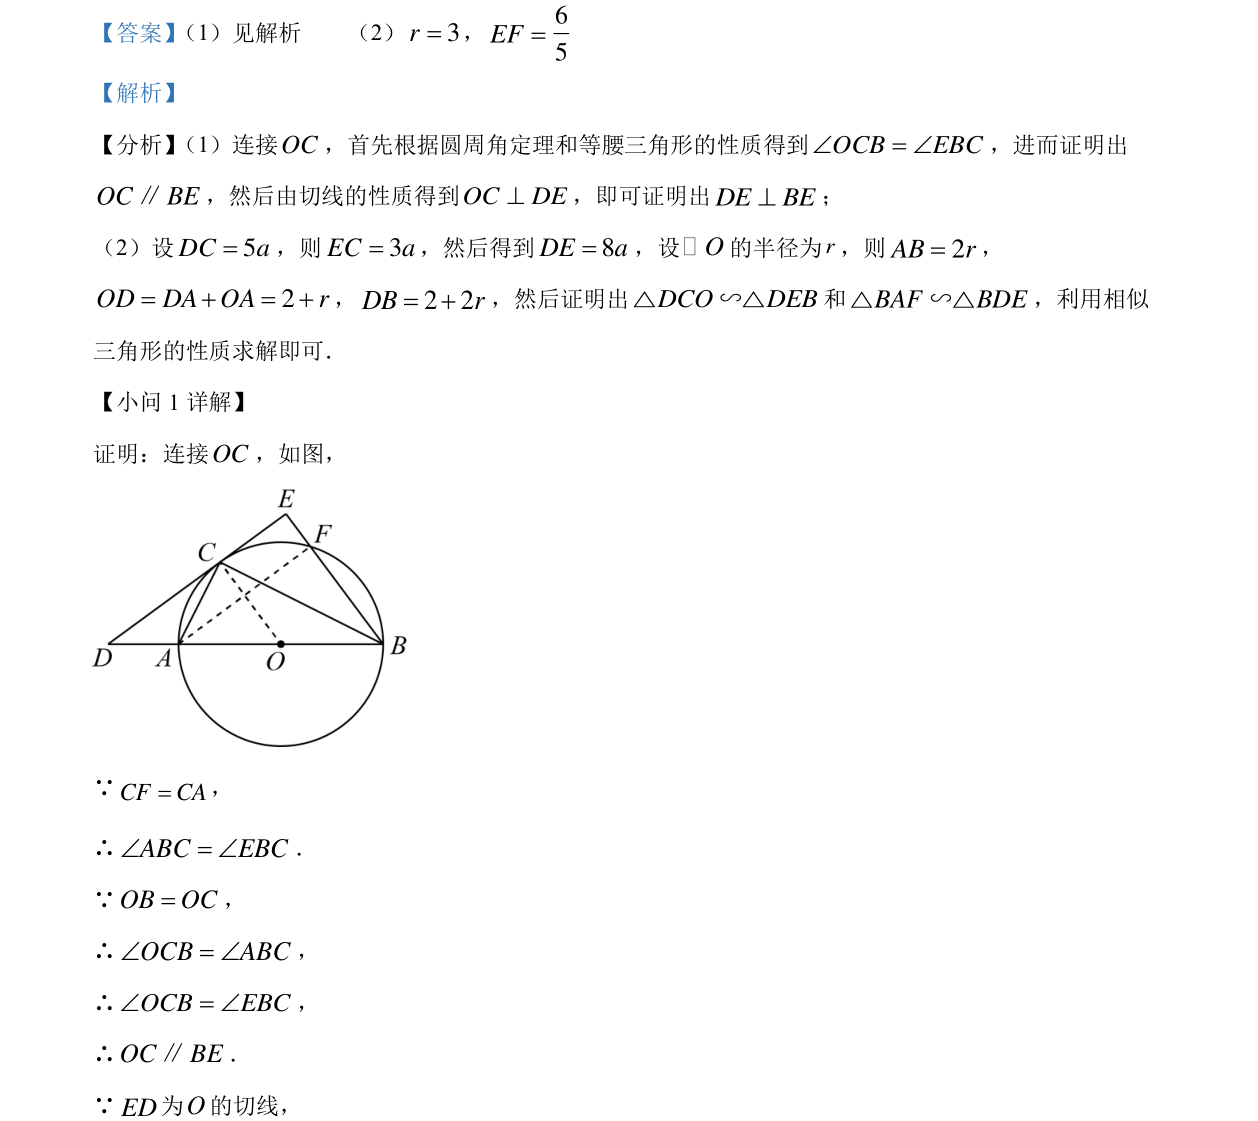 【答案】（1）见解析 （2）r = 3，EF = 6/5
【解析】
【分析】（1）连接OC，首先根据圆周角定理和等腰三角形的性质得到∠OCB = ∠EBC，进而证明出
OC ∥ BE，然后由切线的性质得到OC ⊥ DE，即可证明出DE ⊥ BE；
（2）设DC = 5a，则EC = 3a，然后得到DE = 8a，设□ O的半径为r，则AB = 2r，
OD = DA + OA = 2 + r，DB = 2 + 2r，然后证明出△DCO ∽△DEB和△BAF ∽△BDE，利用相似
三角形的性质求解即可．
【小问 1 详解】
证明：连接OC，如图，
E
F
C
D
A
O
B
∵ CF = CA，
∴ ∠ABC = ∠EBC．
∵ OB = OC，
∴ ∠OCB = ∠ABC，
∴ ∠OCB = ∠EBC，
∴ OC ∥ BE．
∵ ED为O的切线，